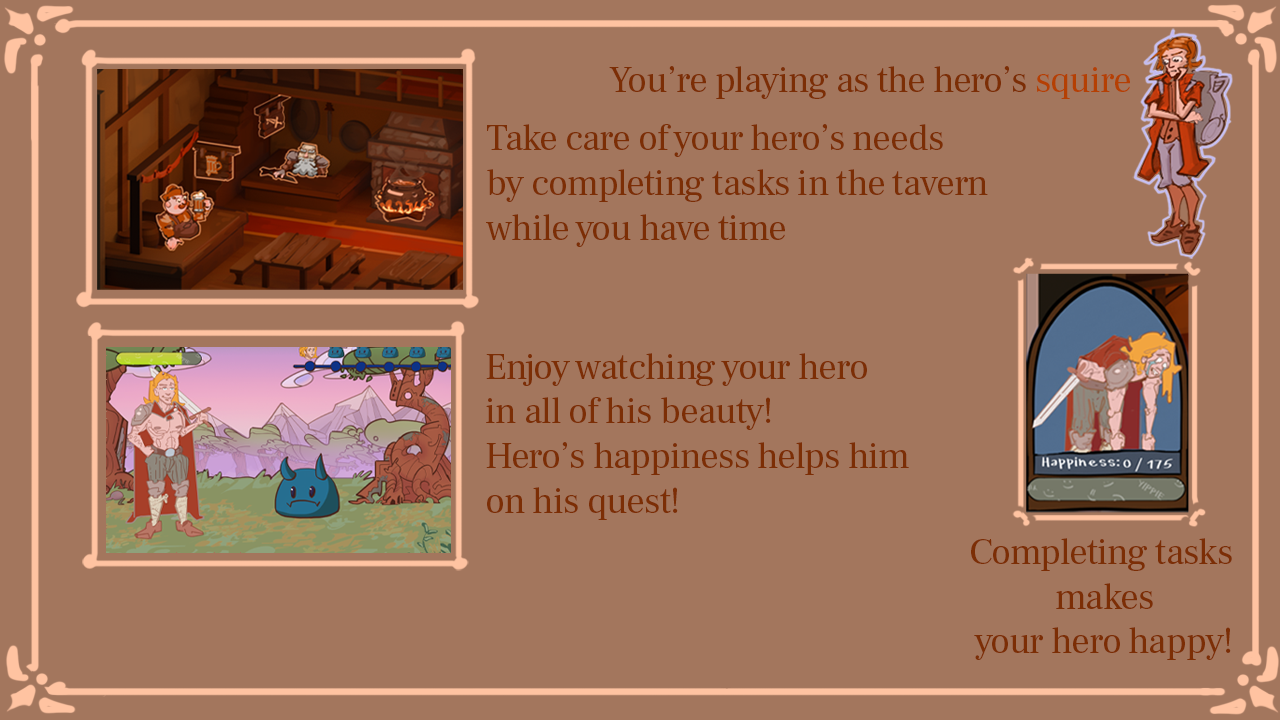 You're playing as the hero's squire
Take care of your hero's needs
by completing tasks in the tavern
while you have time
Enjoy watching your hero
in all of his beauty!
Hero's happiness helps him
on his quest!
Happiness: 0 / 175
YIPPIE
Completing tasks
makes
your hero happy!